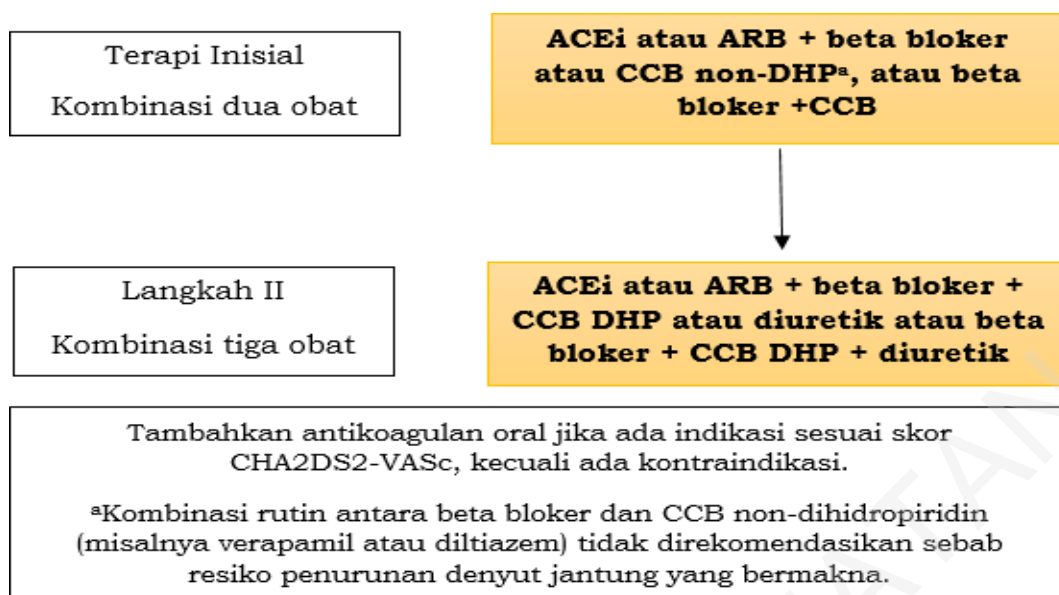 Terapi Inisial
Kombinasi dua obat
ACEi atau ARB + beta bloker
atau CCB non-DHPᵃ, atau beta
bloker +CCB
Langkah II
Kombinasi tiga obat
ACEi atau ARB + beta bloker +
CCB DHP atau diuretik atau beta
bloker + CCB DHP + diuretik
Tambahkan antikoagulan oral jika ada indikasi sesuai skor
CHA2DS2-VASc, kecuali ada kontraindikasi.
ᵃKombinasi rutin antara beta bloker dan CCB non-dihidropiridin
(misalnya verapamil atau diltiazem) tidak direkomendasikan sebab
resiko penurunan denyut jantung yang bermakna.